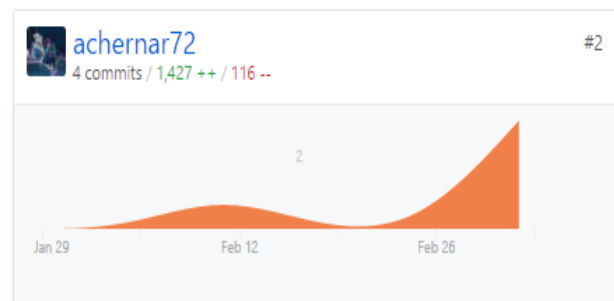 achernar72
#2
4 commits / 1,427 ++ / 116 --
2
Jan 29 Feb 12 Feb 26